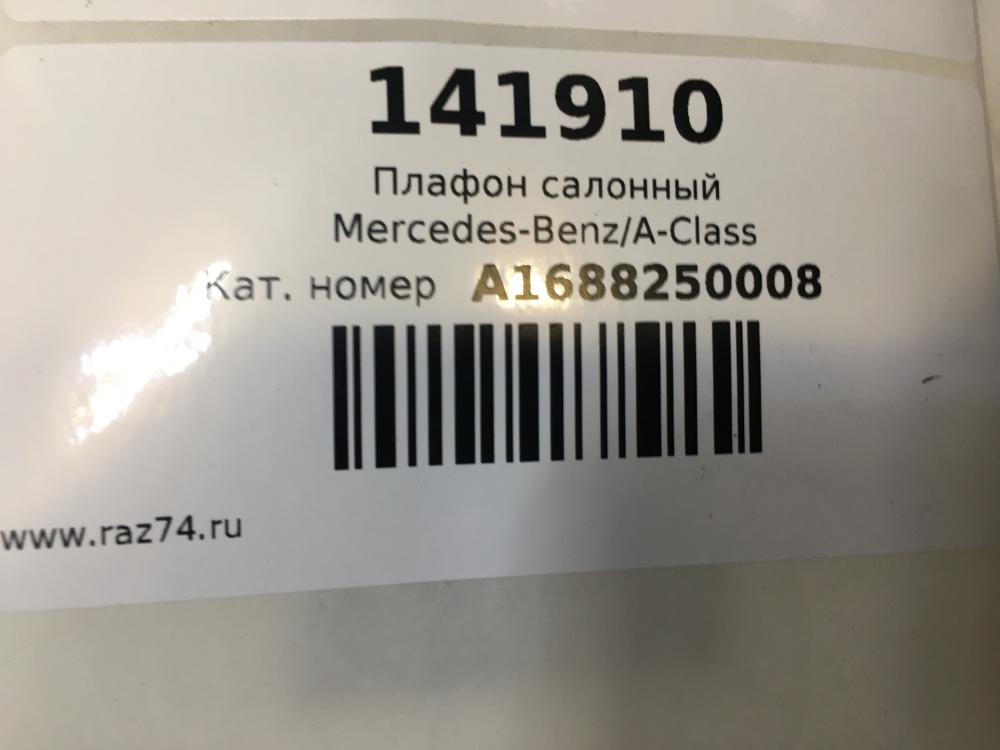 141910
Плафон салонный
Mercedes-Benz/A-Class
Кат. номер A1688250008
www.raz74.ru